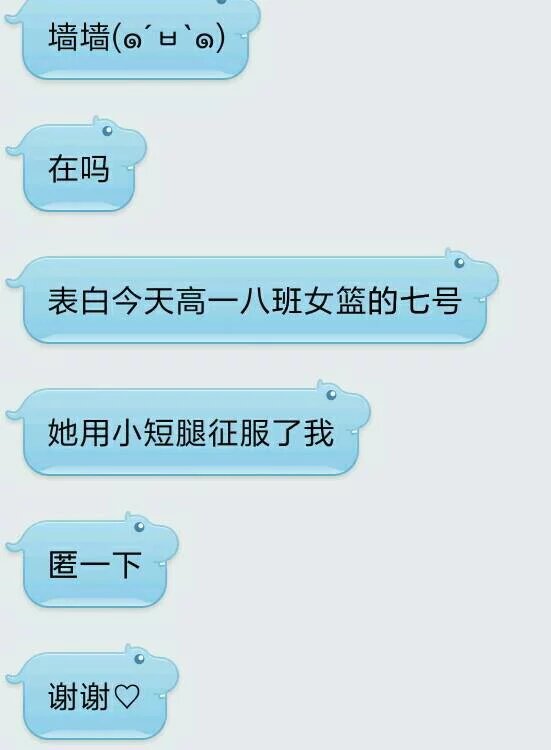 墙墙(๑´ㅂ`๑)
在吗
表白今天高一八班女篮的七号
她用小短腿征服了我
匿一下
谢谢♡